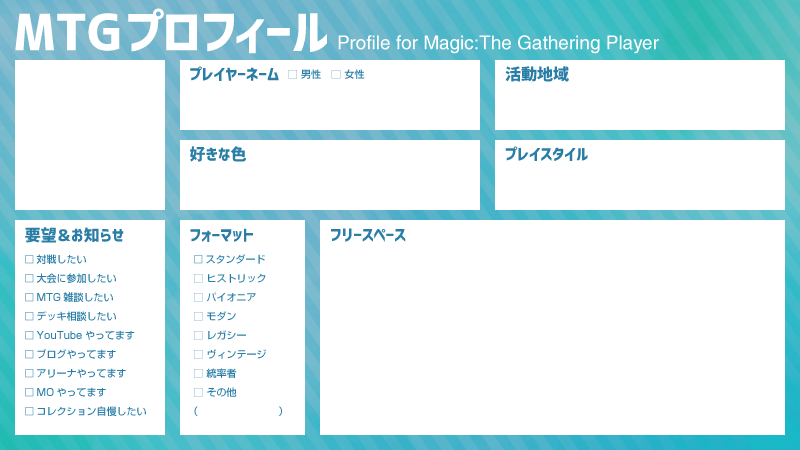 MTGプロフィール Profile for Magic:The Gathering Player
プレイヤーネーム □ 男性 □ 女性
活動地域
好きな色
プレイスタイル
要望&お知らせ
□ 対戦したい
□ 大会に参加したい
□ MTG 雑談したい
□ デッキ相談したい
□ YouTube やってます
□ ブログやってます
□ アリーナやってます
□ MO やってます
□ コレクション自慢したい
フォーマット
□ スタンダード
□ ヒストリック
□ パイオニア
□ モダン
□ レガシー
□ ヴィンテージ
□ 統率者
□ その他
( )
フリースペース